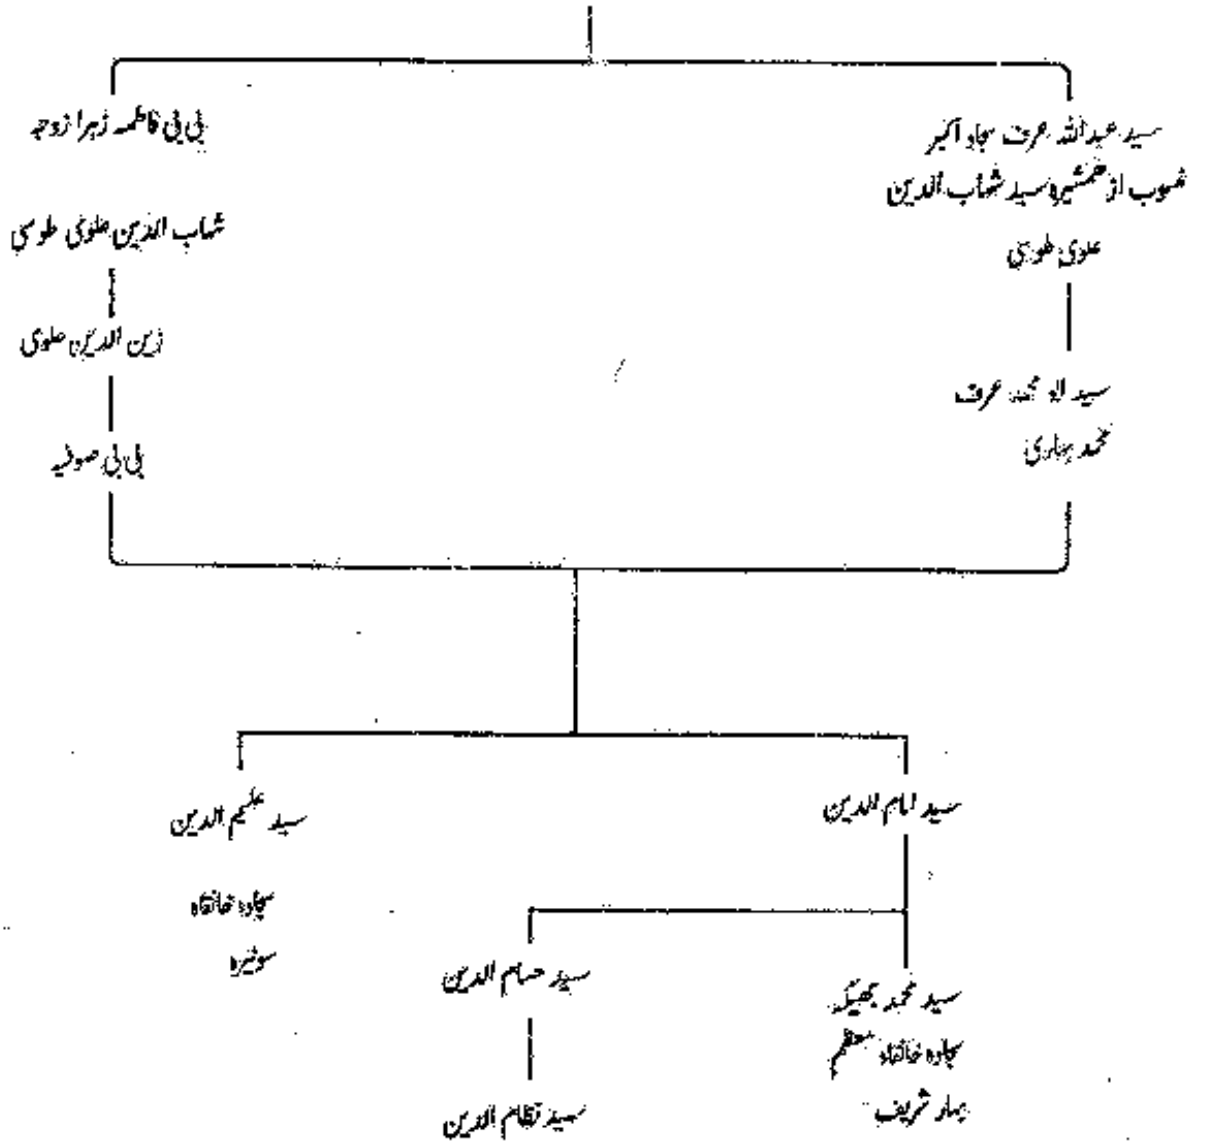 سید عبداللہ عرف سجاد اکبر
منسوب از ہمشیرہ سید شہاب الدین
علوی طوسی
سید ابو محمد عرف
محمد بہاری
بی بی فاطمہ زہرا زوجہ
شہاب الدین علوی طوسی
زین الدین علوی
بی بی صوفیہ
سید امام الدین
سید علیم الدین
سجادہ خانقاہ
سید محمد بھیکہ
سجادہ خانقاہ معظم
بہار شریف
سید حسام الدین
سید نظام الدین